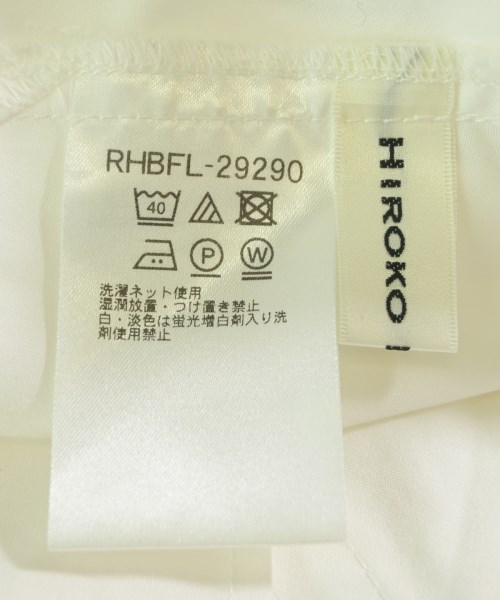 RHBFL-29290
40
P
W
洗濯ネット使用
湿潤放置・つけ置き禁止
白・淡色は蛍光増白剤入り洗
剤使用禁止
HIROKO